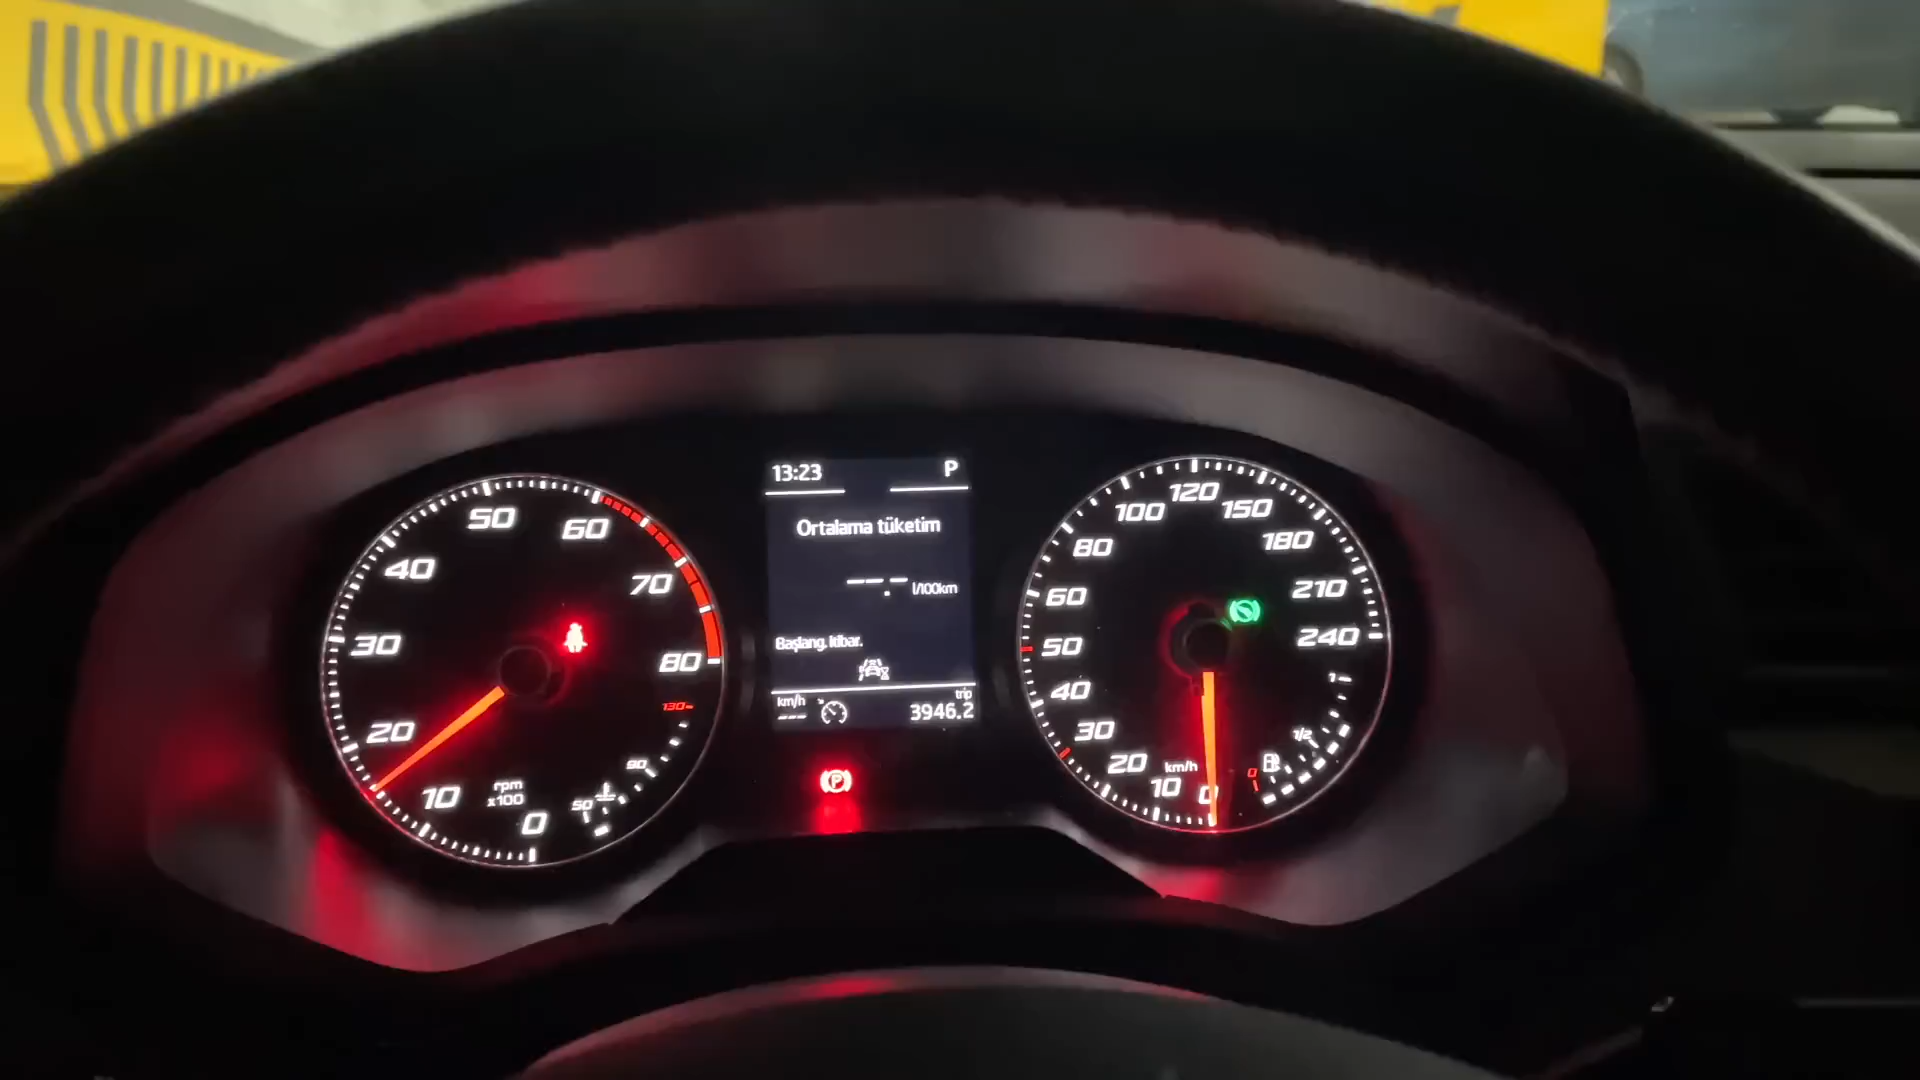 13:23 P
Ortalama tüketim
---.- l/100km
Başlang. itibar.
km/h
---
trip
3946.2
0 10 20 30 40 50 60 70 80
rpm
x100
50 90 130
0 10 20 30 40 50 60 80 100 120 150 180 210 240
km/h
0 1/2 1
P